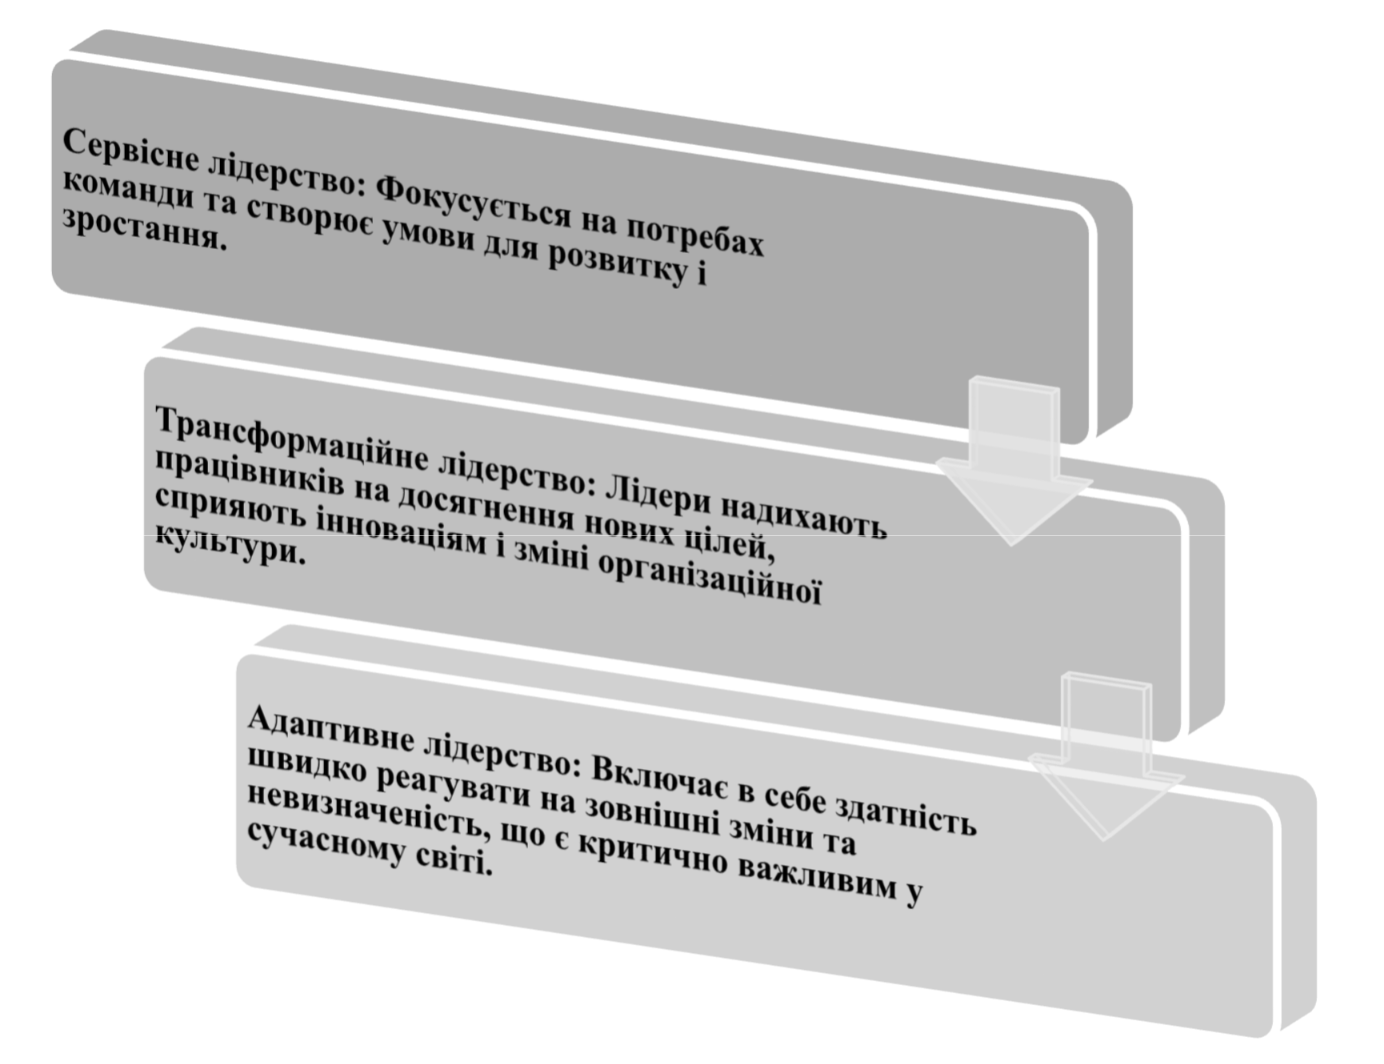 Сервісне лідерство: Фокусується на потребах
команди та створює умови для розвитку і
зростання.
Трансформаційне лідерство: Лідери надихають
працівників на досягнення нових цілей,
сприяють інноваціям і зміні організаційної
культури.
Адаптивне лідерство: Включає в себе здатність
швидко реагувати на зовнішні зміни та
невизначеність, що є критично важливим у
сучасному світі.